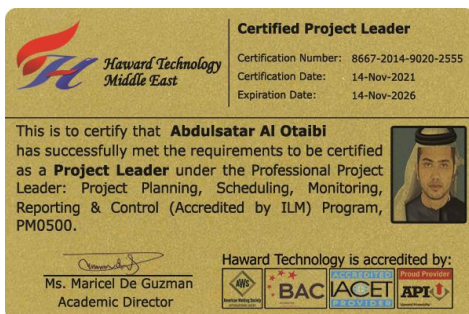 Haward Technology
Middle East
Certified Project Leader
Certification Number: 8667-2014-9020-2555
Certification Date: 14-Nov-2021
Expiration Date: 14-Nov-2026
This is to certify that Abdulsatar Al Otaibi
has successfully met the requirements to be certified
as a Project Leader under the Professional Project
Leader: Project Planning, Scheduling, Monitoring,
Reporting & Control (Accredited by ILM) Program,
PM0500.
Ms. Maricel De Guzman
Academic Director
Haward Technology is accredited by:
AWS
American Welding Society
BAC
ACCREDITED
IACET
PROVIDER
Proud Provider
API